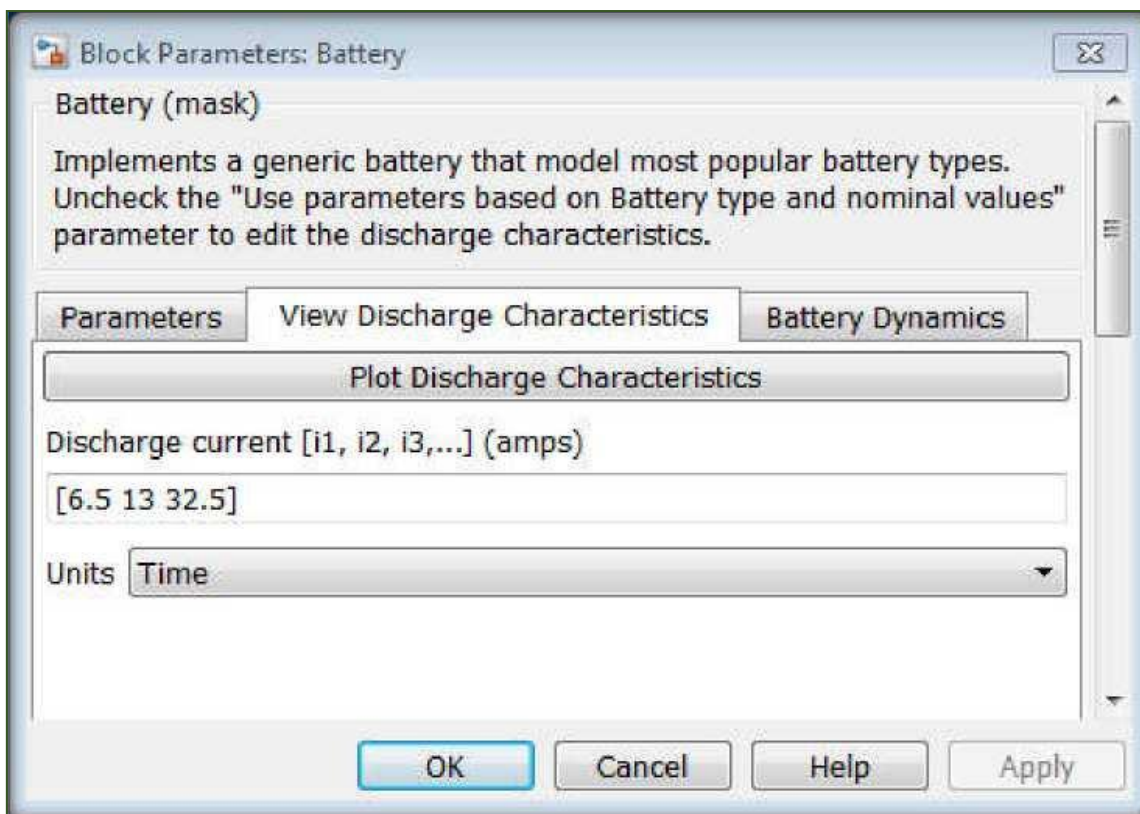 Block Parameters: Battery
Battery (mask)
Implements a generic battery that model most popular battery types.
Uncheck the "Use parameters based on Battery type and nominal values"
parameter to edit the discharge characteristics.
Parameters View Discharge Characteristics Battery Dynamics
Plot Discharge Characteristics
Discharge current [i1, i2, i3,...] (amps)
[6.5 13 32.5]
Units Time
OK Cancel Help Apply